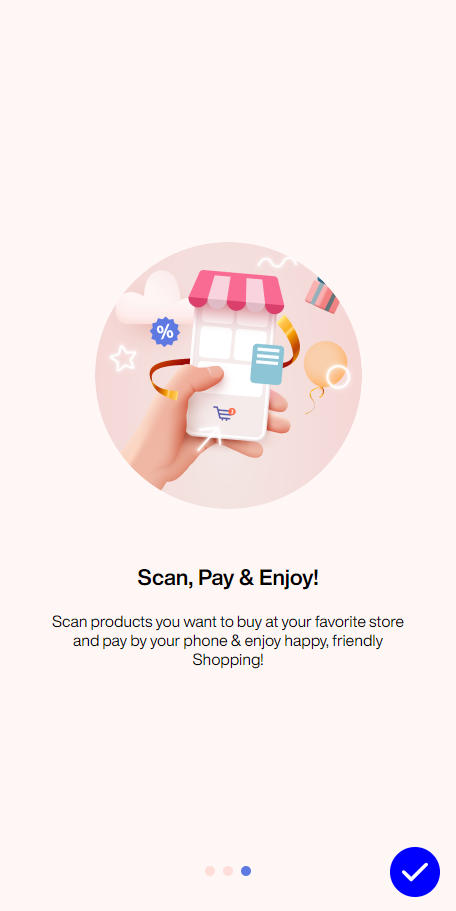 %
Scan, Pay & Enjoy!
Scan products you want to buy at your favorite store
and pay by your phone & enjoy happy, friendly
Shopping!